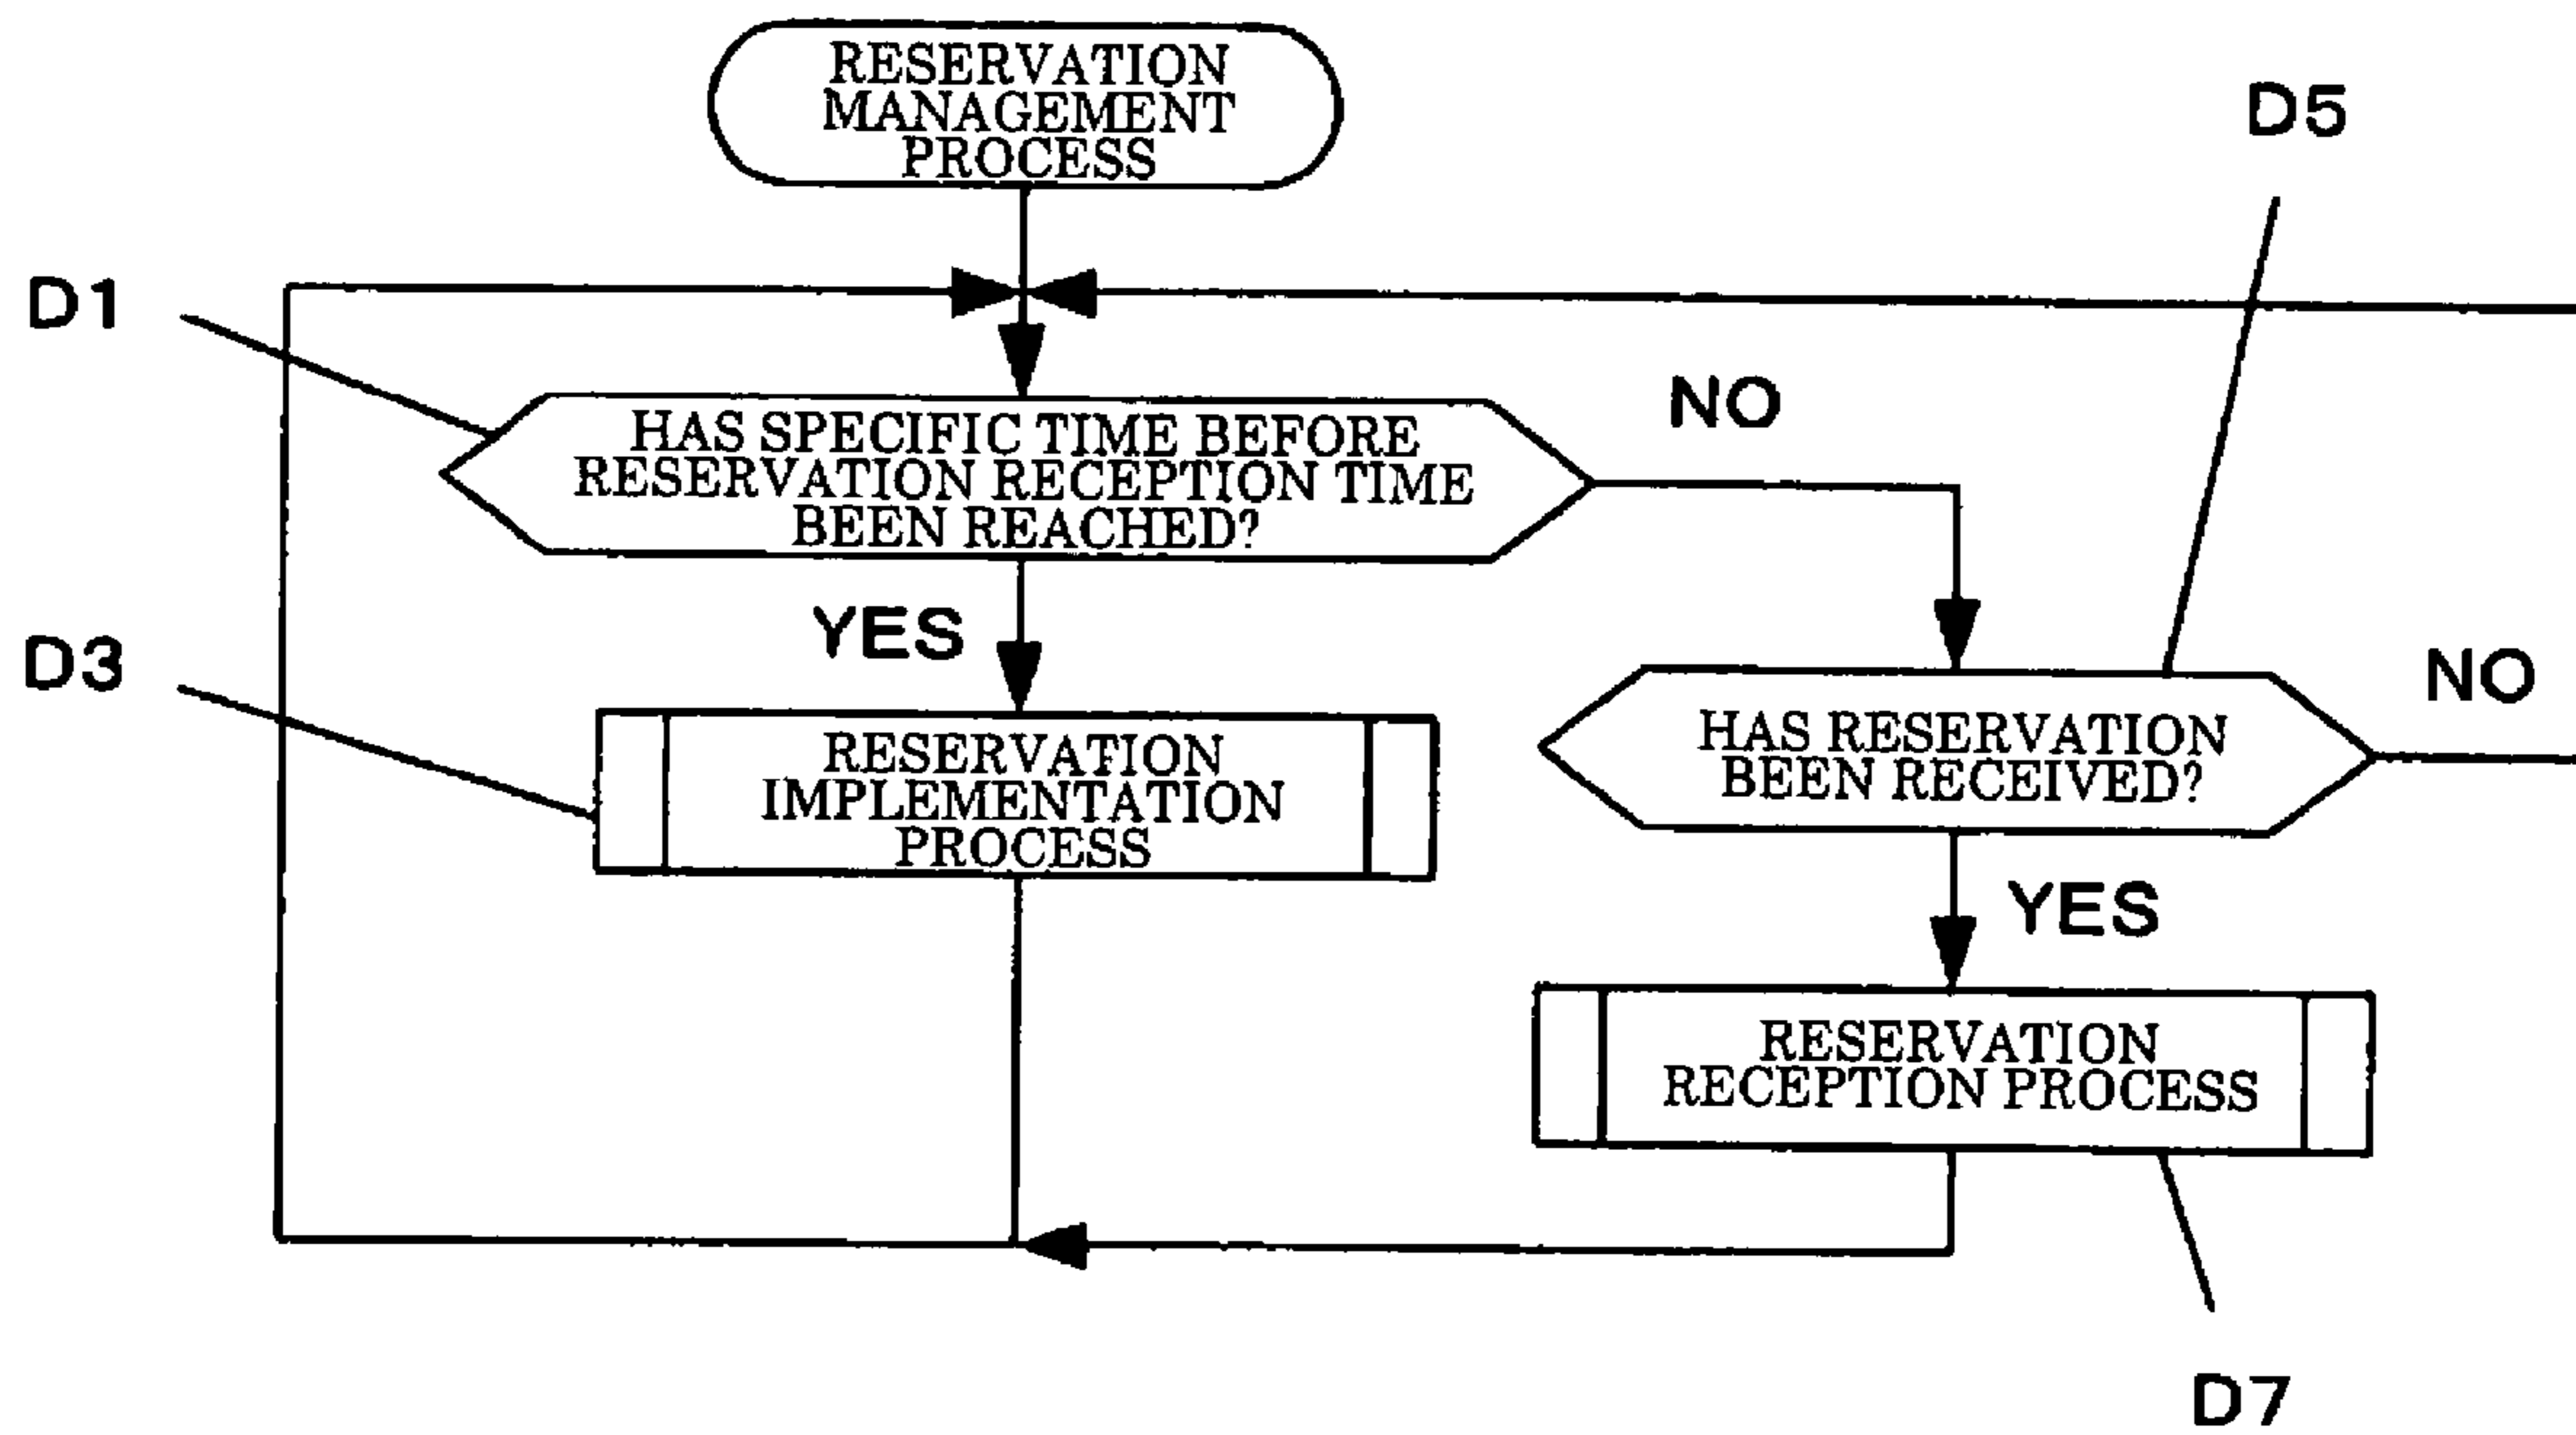 RESERVATION
MANAGEMENT
PROCESS
D5
D1
HAS SPECIFIC TIME BEFORE
RESERVATION RECEPTION TIME
BEEN REACHED?
NO
YES
D3
RESERVATION
IMPLEMENTATION
PROCESS
HAS RESERVATION
BEEN RECEIVED?
NO
YES
RESERVATION
RECEPTION PROCESS
D7